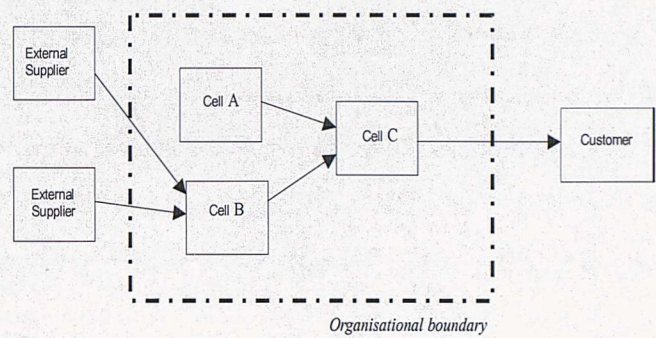 External
Supplier
Cell A
Cell C
Customer
External
Supplier
Cell B
Organisational boundary